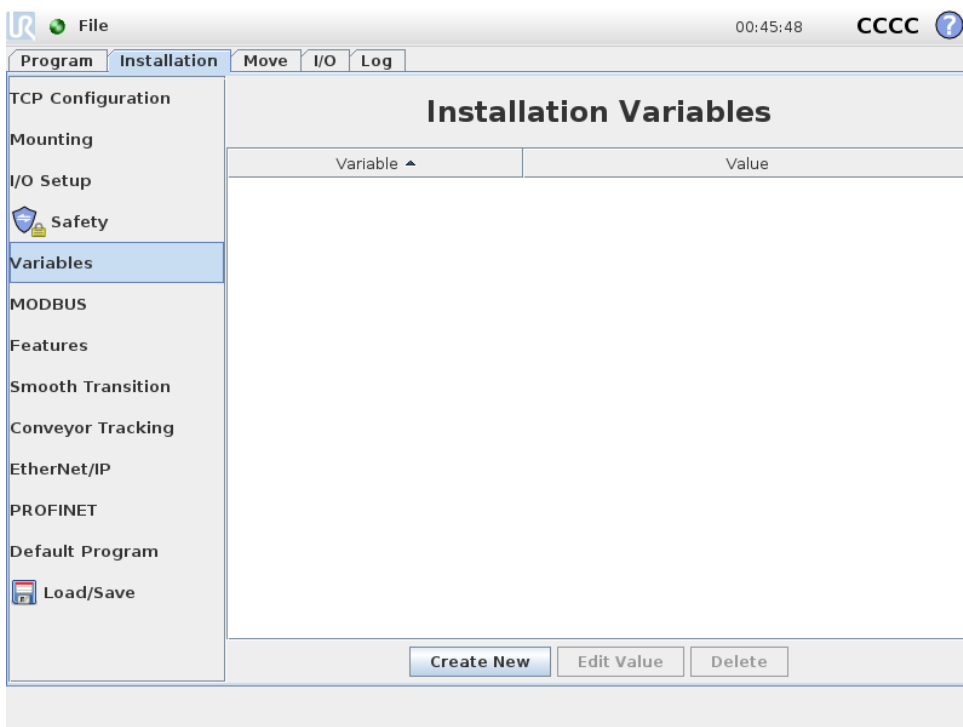 UR File 00:45:48 CCCC ?
Program Installation Move I/O Log
TCP Configuration
Mounting
I/O Setup
Safety
Variables
MODBUS
Features
Smooth Transition
Conveyor Tracking
EtherNet/IP
PROFINET
Default Program
Load/Save
Installation Variables
Variable Value
Create New Edit Value Delete